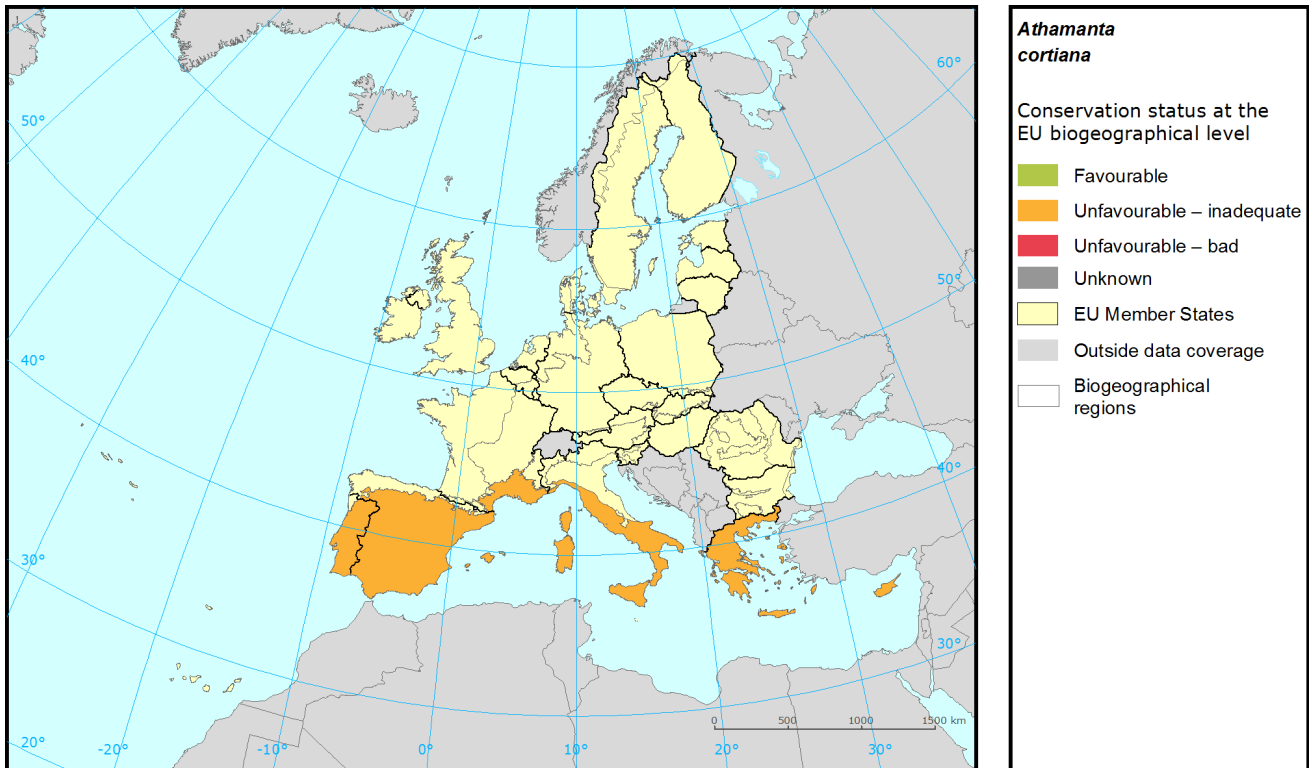 60°
50°
50°
40°
40°
30°
30°
20°
-20°
-10°
0°
10°
20°
30°
0
500
1000
1500 km
Athamanta
cortiana
Conservation status at the
EU biogeographical level
Favourable
Unfavourable – inadequate
Unfavourable – bad
Unknown
EU Member States
Outside data coverage
Biogeographical
regions